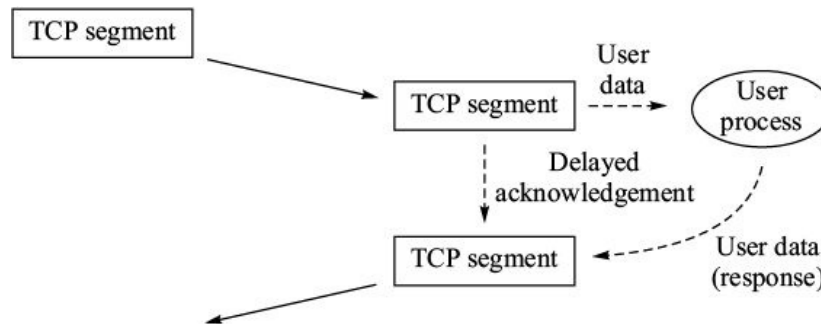 TCP segment
User
data
TCP segment
User
process
Delayed
acknowledgement
TCP segment
User data
(response)